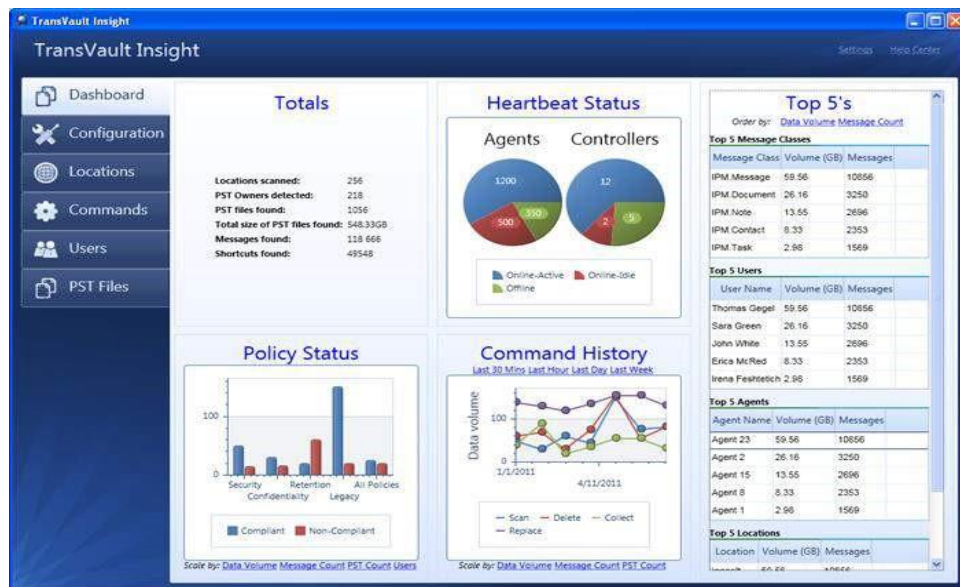 TransVault Insight
TransVault Insight
Settings Help Center
Dashboard
Configuration
Locations
Commands
Users
PST Files
Totals
Locations scanned: 256
PST Owners detected: 218
PST files found: 1056
Total size of PST files found: 548.33GB
Messages found: 118 666
Shortcuts found: 49548
Heartbeat Status
Agents Controllers
1200
350
500
12
5
2
Online-Active Online-Idle
Offline
Policy Status
100
0
Security Retention All Policies
Confidentiality Legacy
Compliant Non-Compliant
Scale by: Data Volume Message Count PST Count Users
Command History
Last 30 Mins Last Hour Last Day Last Week
Data volume
100
0
1/1/2011
4/11/2011
Scan Delete Collect
Replace
Scale by: Data Volume Message Count PST Count
Top 5's
Order by: Data Volume Message Count
Top 5 Message Classes
Message Class Volume (GB) Messages
IPM.Message 59.56 10856
IPM.Document 26.16 3250
IPM.Note 13.55 2696
IPM.Contact 8.33 2353
IPM.Task 2.98 1569
Top 5 Users
User Name Volume (GB) Messages
Thomas Gegel 59.56 10856
Sara Green 26.16 3250
John White 13.55 2696
Erica McRed 8.33 2353
Irena Feshtetich 2.98 1569
Top 5 Agents
Agent Name Volume (GB) Messages
Agent 23 59.56 10856
Agent 2 26.16 3250
Agent 15 13.55 2696
Agent 8 8.33 2353
Agent 1 2.98 1569
Top 5 Locations
Location Volume (GB) Messages